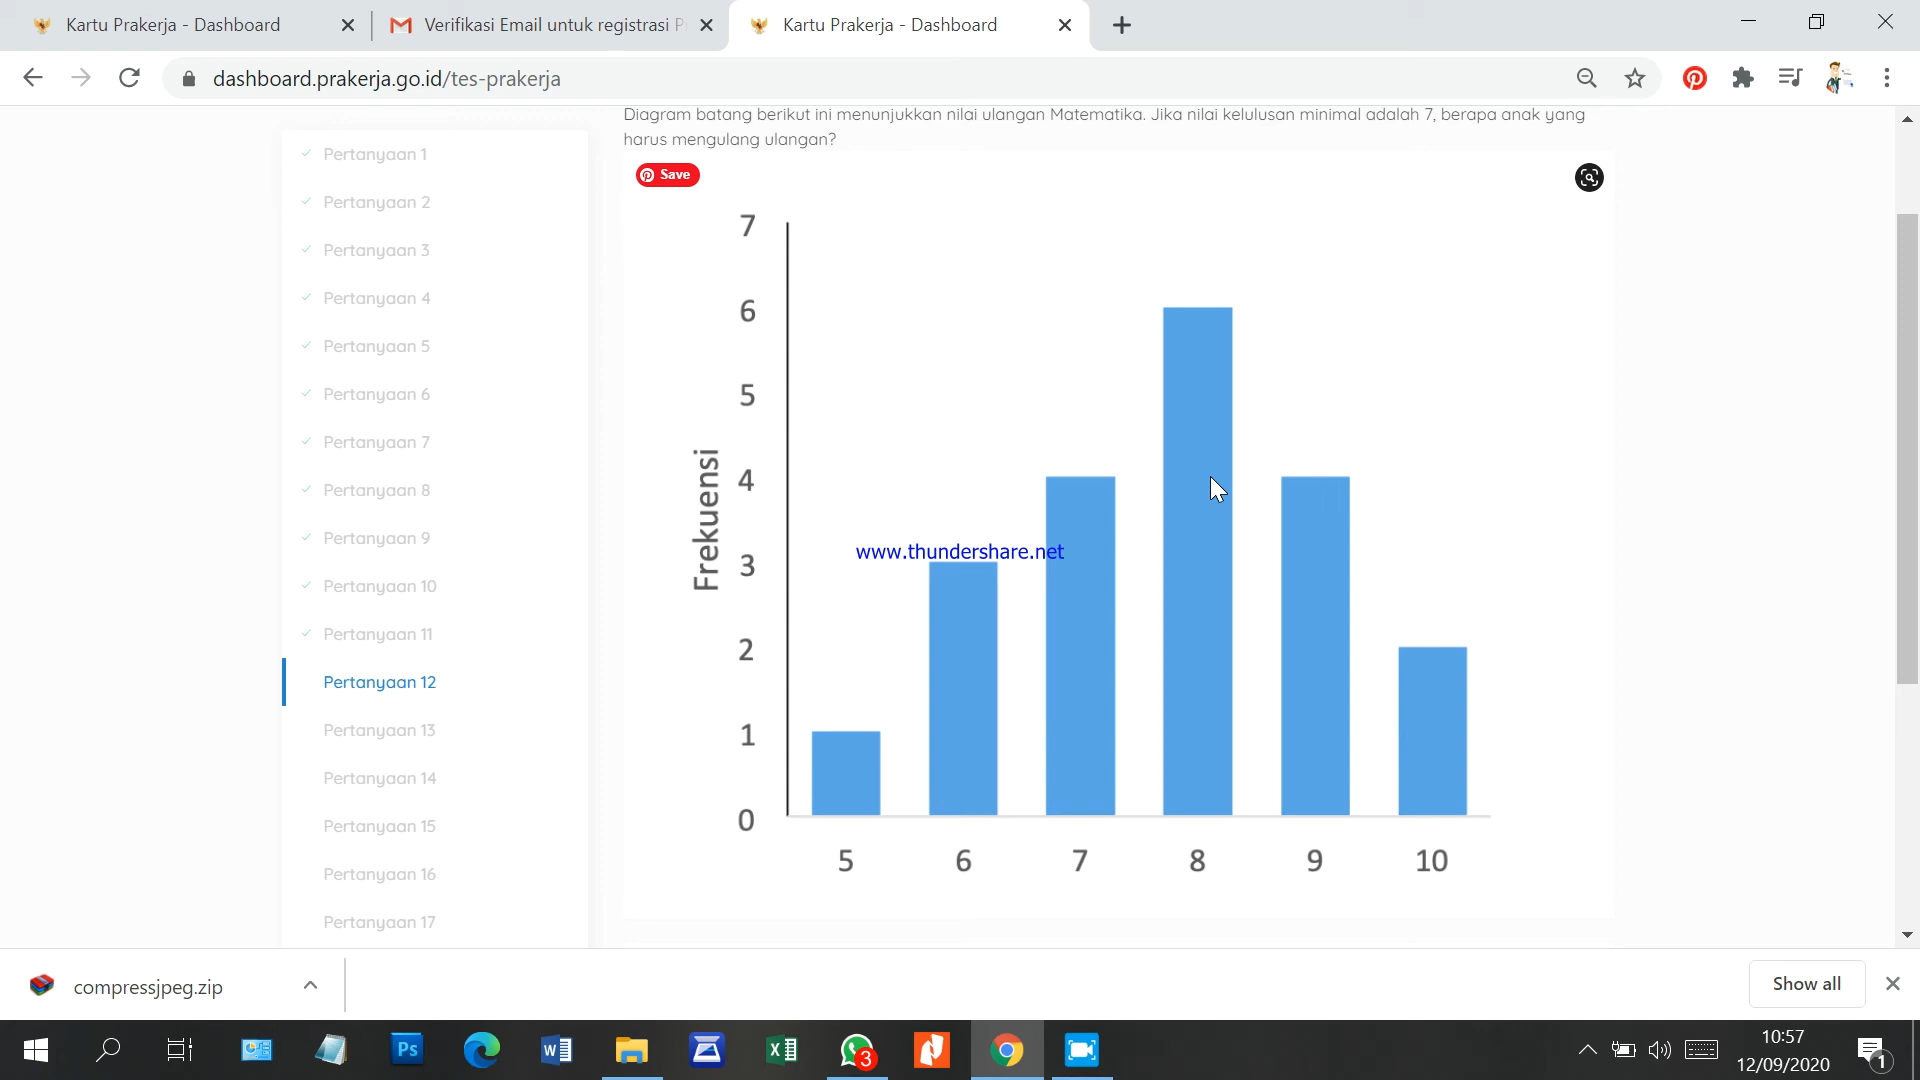 Kartu Prakerja - Dashboard
Verifikasi Email untuk registrasi P
Kartu Prakerja - Dashboard
dashboard.prakerja.go.id/tes-prakerja
Diagram batang berikut ini menunjukkan nilai ulangan Matematika. Jika nilai kelulusan minimal adalah 7, berapa anak yang
harus mengulang ulangan?
Pertanyaan 1
Pertanyaan 2
Pertanyaan 3
Pertanyaan 4
Pertanyaan 5
Pertanyaan 6
Pertanyaan 7
Pertanyaan 8
Pertanyaan 9
Pertanyaan 10
Pertanyaan 11
Pertanyaan 12
Pertanyaan 13
Pertanyaan 14
Pertanyaan 15
Pertanyaan 16
Pertanyaan 17
Save
7
6
5
4
3
2
1
0
Frekuensi
www.thundershare.net
5 6 7 8 9 10
compressjpeg.zip
Show all
Ps
3
10:57
12/09/2020
1